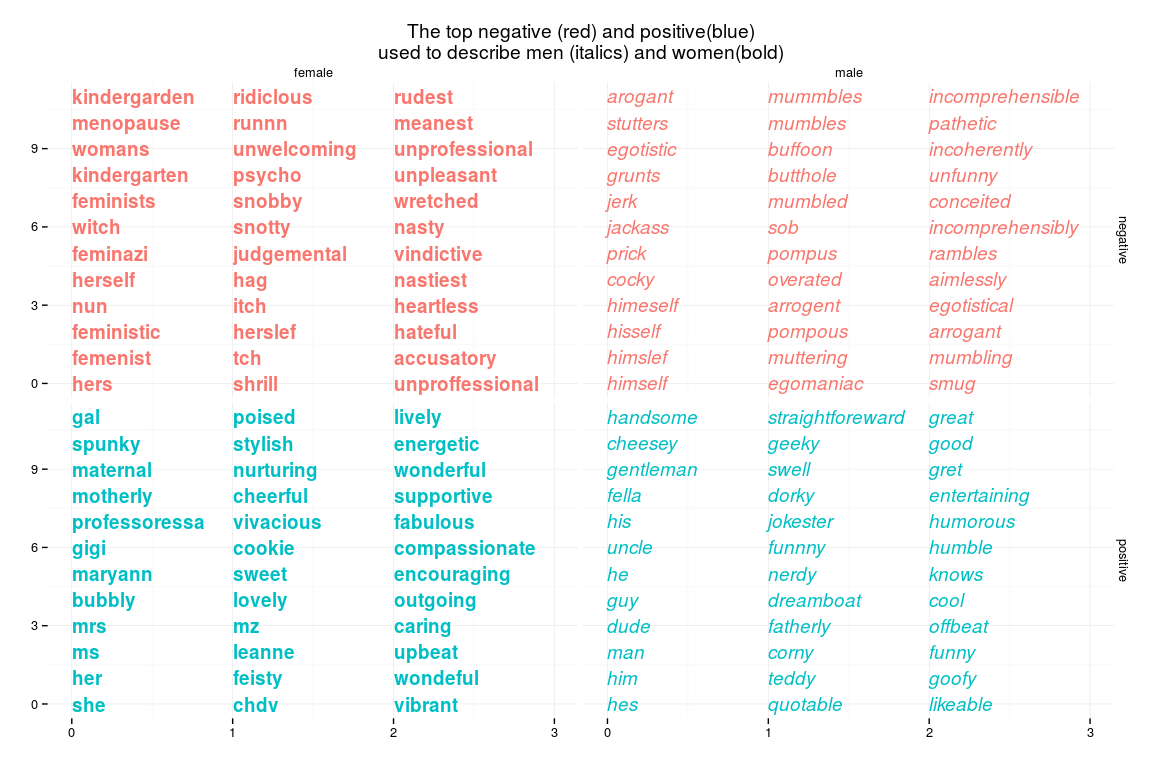 The top negative (red) and positive(blue)
used to describe men (italics) and women(bold)
female male
kindergarden ridiclous rudest arogant mummbles incomprehensible
menopause runnn meanest stutters mumbles pathetic
9 womans unwelcoming unprofessional egotistic buffoon incoherently
kindergarten psycho unpleasant grunts butthole unfunny
feminists snobby wretched jerk mumbled conceited
6 witch snotty nasty jackass sob incomprehensibly
negative
feminazi judgemental vindictive prick pompus rambles
herself hag nastiest cocky overated aimlessly
3 nun itch heartless himeself arrogent egotistical
feministic herslef hateful hisself pompous arrogant
femenist tch accusatory himslef muttering mumbling
0 hers shrill unproffessional himself egomaniac smug
gal poised lively handsome straightforeward great
spunky stylish energetic cheesey geeky good
9 maternal nurturing wonderful gentleman swell gret
motherly cheerful supportive fella dorky entertaining
professoressa vivacious fabulous his jokester humorous
6 gigi cookie compassionate uncle funnny humble
positive
maryann sweet encouraging he nerdy knows
bubbly lovely outgoing guy dreamboat cool
3 mrs mz caring dude fatherly offbeat
ms leanne upbeat man corny funny
her feisty wondeful him teddy goofy
0 she chdv vibrant hes quotable likeable
0 1 2 3 0 1 2 3